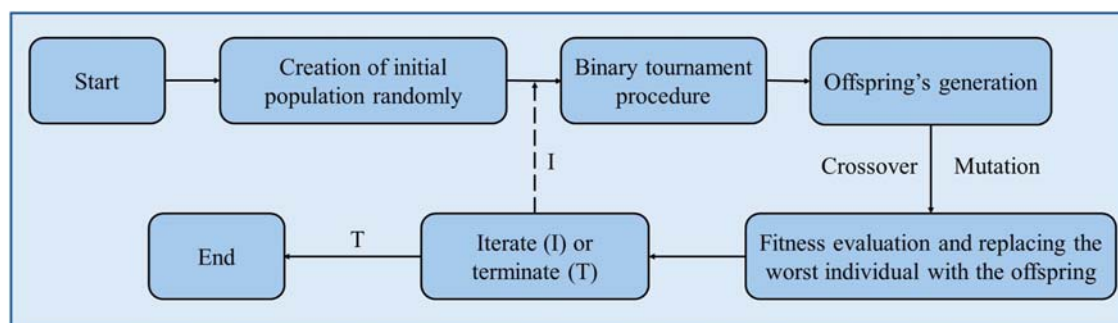 Start
Creation of initial
population randomly
Binary tournament
procedure
Offspring's generation
Crossover
Mutation
I
Fitness evaluation and replacing the
worst individual with the offspring
Iterate (I) or
terminate (T)
T
End